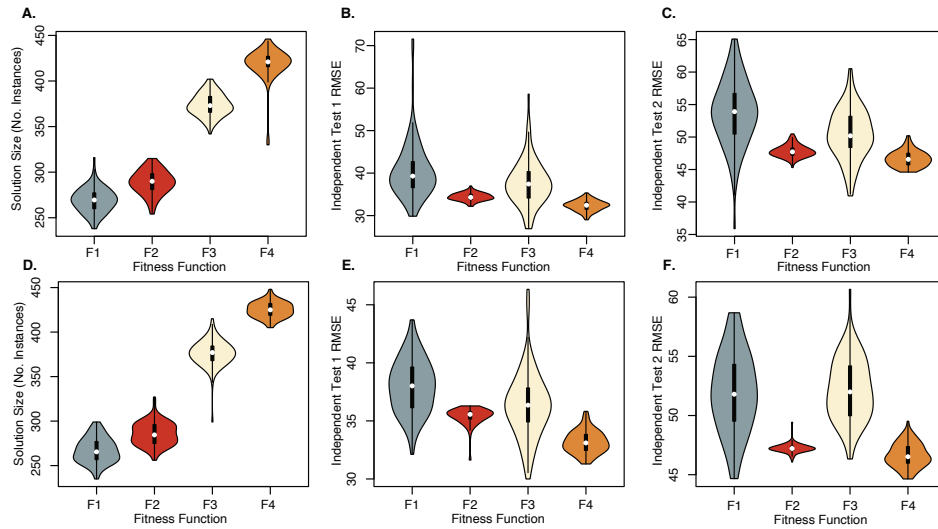 A.
Solution Size (No. Instances)
450
350
250
F1 F2 F3 F4
Fitness Function
B.
Independent Test 1 RMSE
70
60
50
40
30
F1 F2 F3 F4
Fitness Function
C.
Independent Test 2 RMSE
65
60
55
50
45
40
35
F1 F2 F3 F4
Fitness Function
D.
Solution Size (No. Instances)
450
350
250
F1 F2 F3 F4
Fitness Function
E.
Independent Test 1 RMSE
45
40
35
30
F1 F2 F3 F4
Fitness Function
F.
Independent Test 2 RMSE
60
55
50
45
F1 F2 F3 F4
Fitness Function